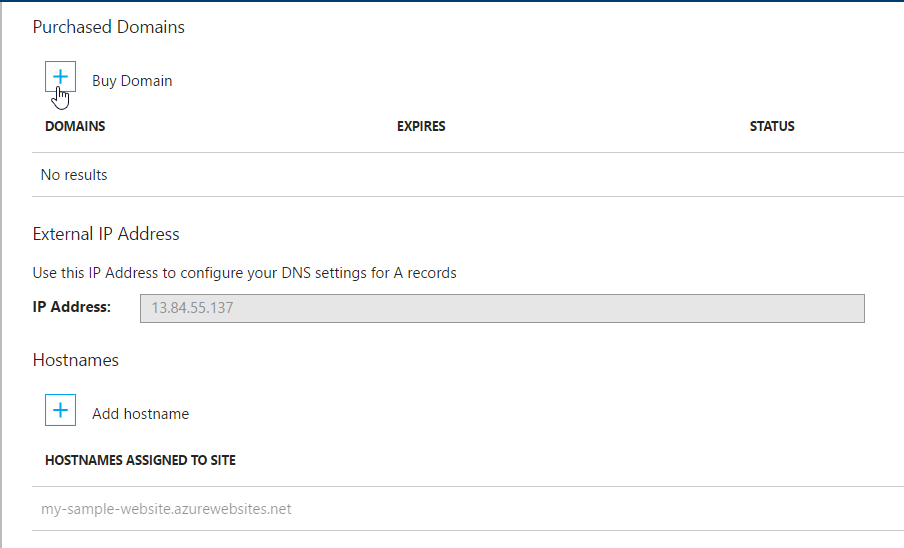 Purchased Domains
Buy Domain
DOMAINS EXPIRES STATUS
No results
External IP Address
Use this IP Address to configure your DNS settings for A records
IP Address: 13.84.55.137
Hostnames
Add hostname
HOSTNAMES ASSIGNED TO SITE
my-sample-website.azurewebsites.net